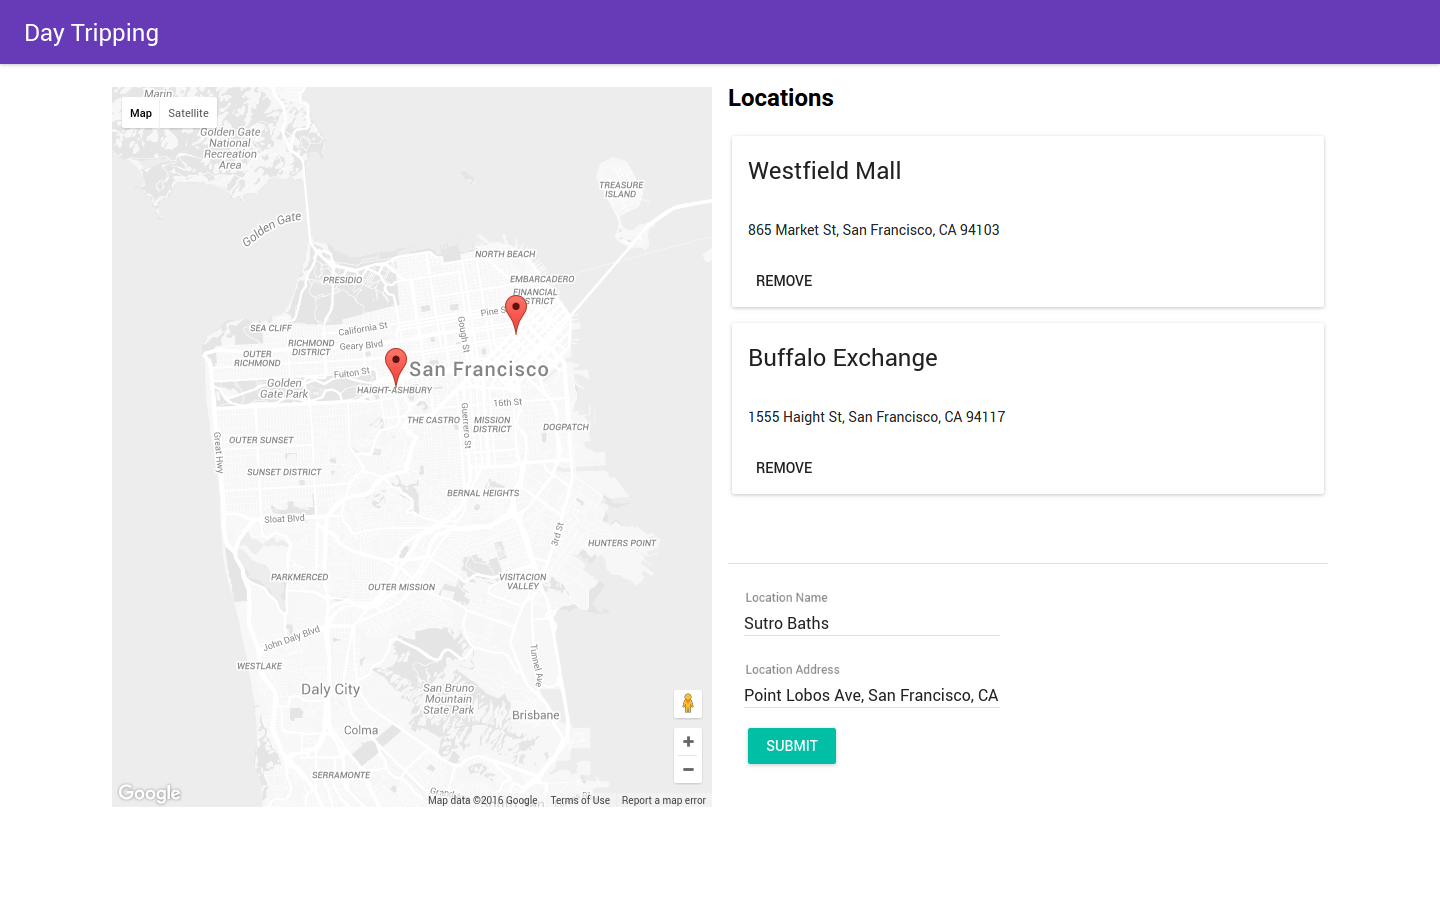 Day Tripping
Marin
Map Satellite
Golden Gate
National
Recreation
Area
TREASURE
ISLAND
Golden Gate
NORTH BEACH
PRESIDIO
EMBARCADERO
FINANCIAL
DISTRICT
Pine St
SEA CLIFF
California St
Gough St
RICHMOND
DISTRICT
Geary Blvd
OUTER
RICHMOND
Fulton St
San Francisco
Golden
Gate Park
HAIGHT-ASHBURY
16th St
Guerrero St
THE CASTRO
MISSION
DISTRICT
DOGPATCH
Great Hwy
OUTER SUNSET
SUNSET DISTRICT
BERNAL HEIGHTS
Sloat Blvd
3rd St
HUNTERS POINT
PARKMERCED
OUTER MISSION
VISITACION
VALLEY
John Daly Blvd
WESTLAKE
Tunnel Ave
Daly City
San Bruno
Mountain
State Park
Brisbane
Colma
SERRAMONTE
Google
Map data ©2016 Google Terms of Use Report a map error
Locations
Westfield Mall
865 Market St, San Francisco, CA 94103
REMOVE
Buffalo Exchange
1555 Haight St, San Francisco, CA 94117
REMOVE
Location Name
Sutro Baths
Location Address
Point Lobos Ave, San Francisco, CA
SUBMIT